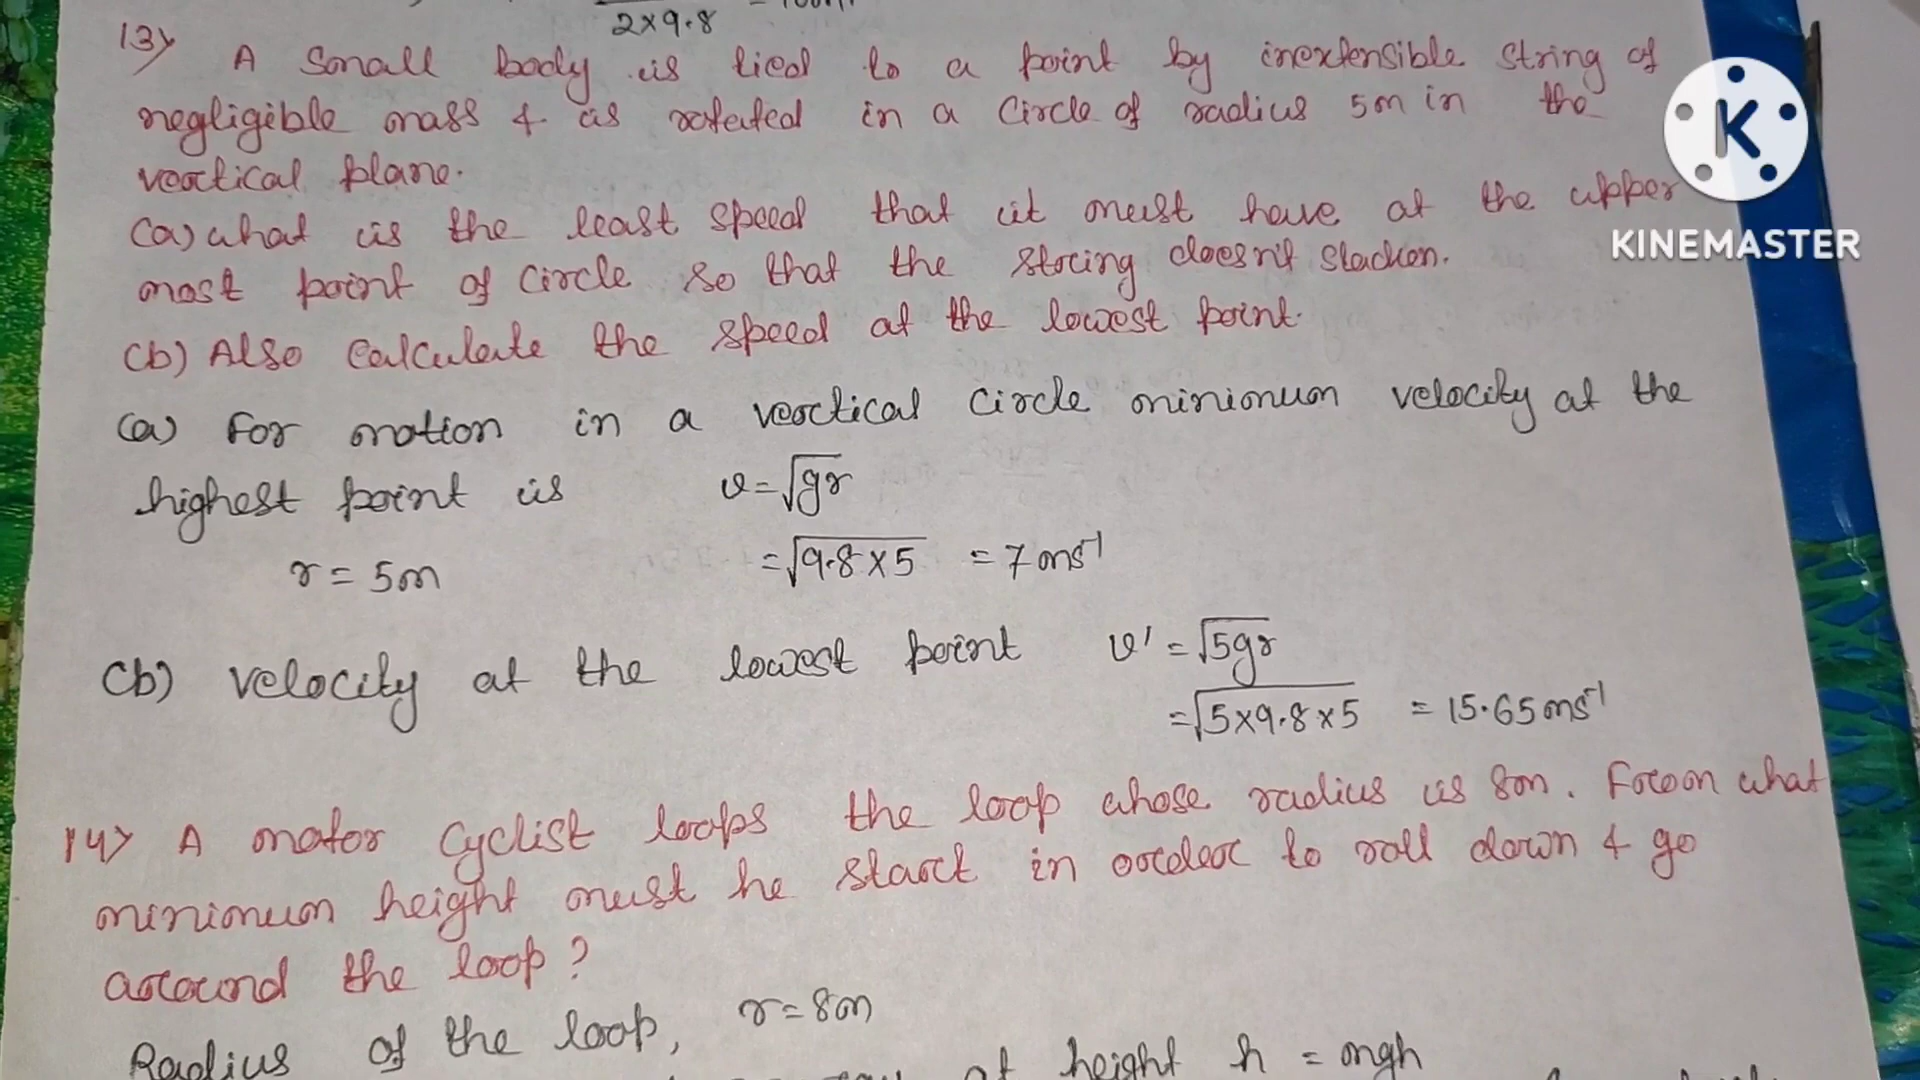 2×9.8
13> A small body is tied to a point by inextensible string of
negligible mass & is rotated in a circle of radius 5m in the
vertical plane.
(a) what is the least speed that it must have at the upper
most point of circle so that the string doesn't slacken.
(b) Also calculate the speed at the lowest point.
(a) For motion in a vertical circle minimum velocity at the
highest point is v=√gr
r = 5m =√9.8×5 = 7ms⁻¹
(b) velocity at the lowest point v' = √5gr
=√5×9.8×5 = 15.65ms⁻¹
14> A motor cyclist loops the loop whose radius is 8m. From what
minimum height must he start in order to roll down & go
around the loop?
Radius of the loop, r=8m
at height h = mgh
K
KINEMASTER